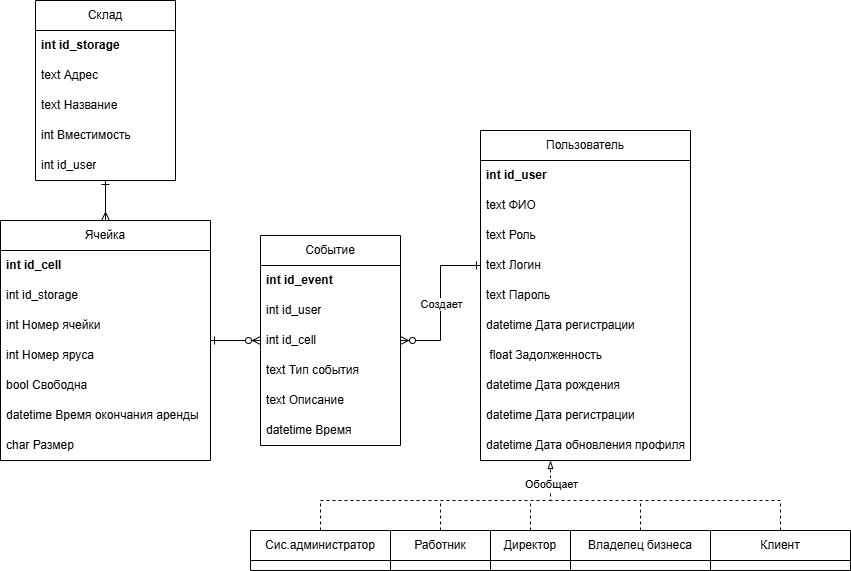 Склад
int id_storage
text Адрес
text Название
int Вместимость
int id_user
Ячейка
int id_cell
int id_storage
int Номер ячейки
int Номер яруса
bool Свободна
datetime Время окончания аренды
char Размер
Событие
int id_event
int id_user
int id_cell
text Тип события
text Описание
datetime Время
Создает
Пользователь
int id_user
text ФИО
text Роль
text Логин
text Пароль
datetime Дата регистрации
float Задолженность
datetime Дата рождения
datetime Дата регистрации
datetime Дата обновления профиля
Обобщает
Сис.администратор
Работник
Директор
Владелец бизнеса
Клиент